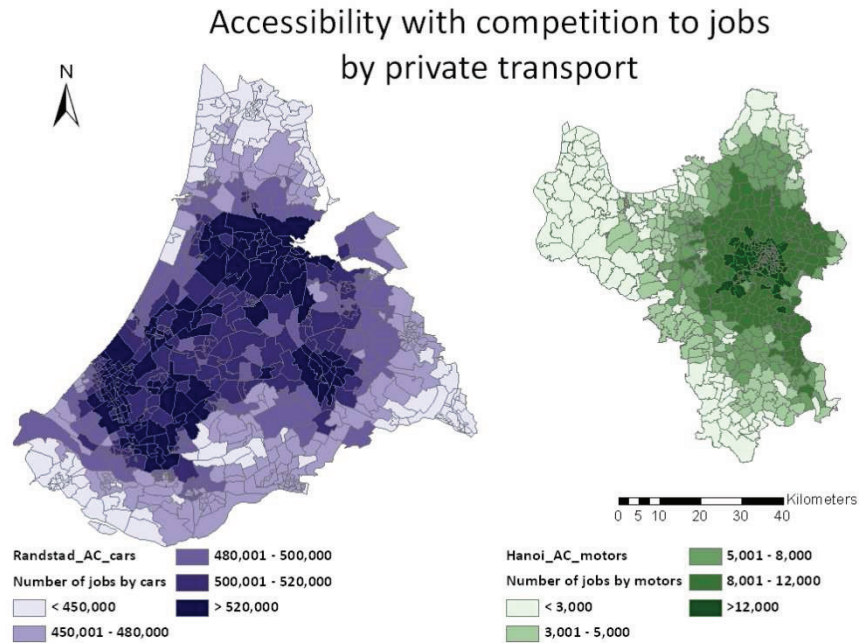 Accessibility with competition to jobs
by private transport
N
Kilometers
0 5 10 20 30 40
Randstad_AC_cars
Number of jobs by cars
< 450,000
450,001 - 480,000
480,001 - 500,000
500,001 - 520,000
> 520,000
Hanoi_AC_motors
Number of jobs by motors
< 3,000
3,001 - 5,000
5,001 - 8,000
8,001 - 12,000
>12,000